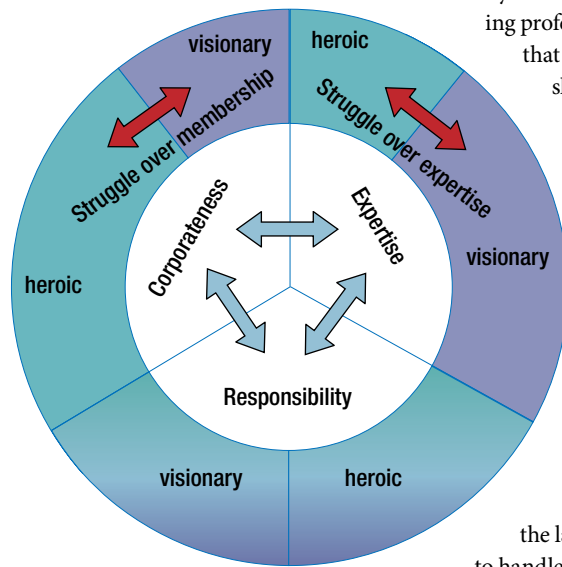 ing profe
that
visionary
heroic
Struggle over membership
Struggle over expertise
Corporateness
Expertise
heroic
visionary
Responsibility
visionary
heroic
the la
to handle